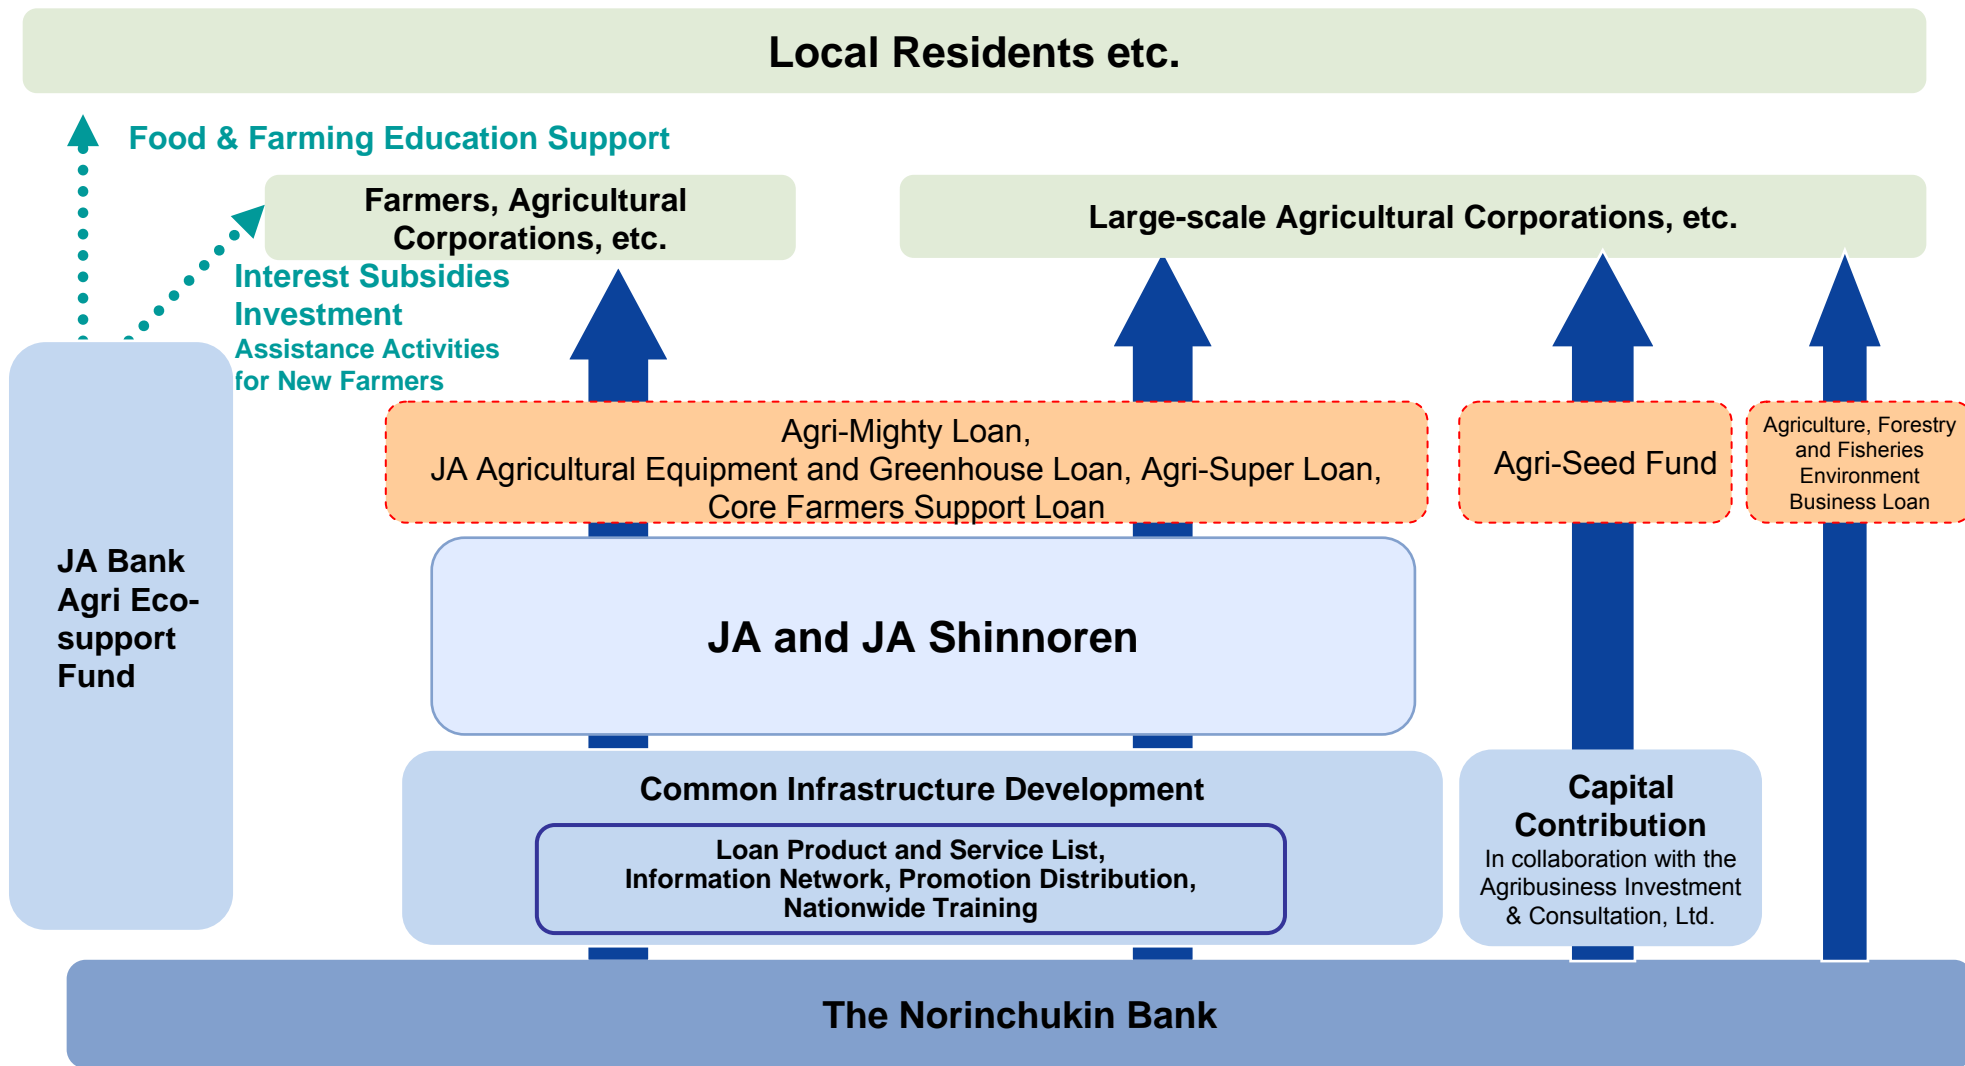 Local Residents etc.
Food & Farming Education Support
Farmers, Agricultural
Corporations, etc.
Large-scale Agricultural Corporations, etc.
Interest Subsidies
Investment
Assistance Activities
for New Farmers
Agri-Mighty Loan,
JA Agricultural Equipment and Greenhouse Loan, Agri-Super Loan,
Core Farmers Support Loan
Agri-Seed Fund
Agriculture, Forestry
and Fisheries
Environment
Business Loan
JA Bank
Agri Eco-
support
Fund
JA and JA Shinnoren
Common Infrastructure Development
Loan Product and Service List,
Information Network, Promotion Distribution,
Nationwide Training
Capital
Contribution
In collaboration with the
Agribusiness Investment
& Consultation, Ltd.
The Norinchukin Bank